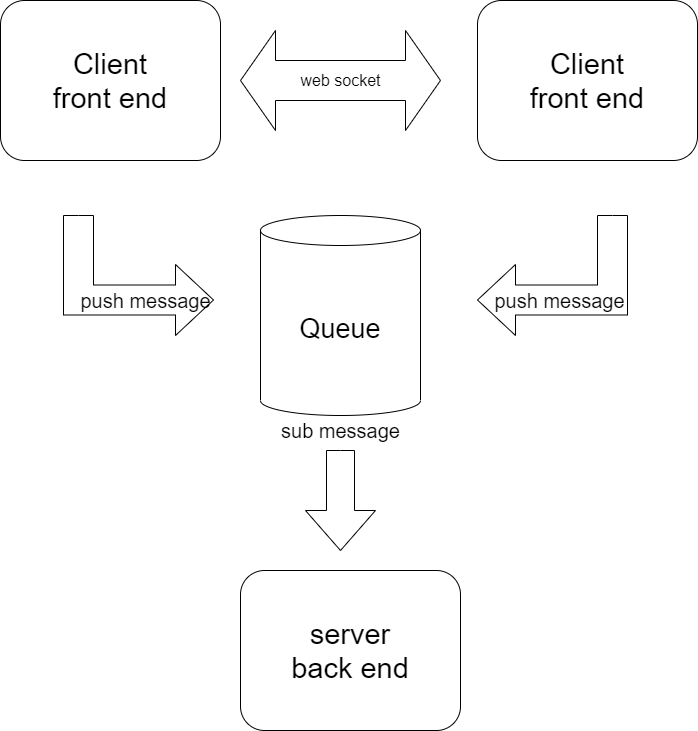 Client
front end
web socket
Client
front end
push message
push message
Queue
sub message
server
back end